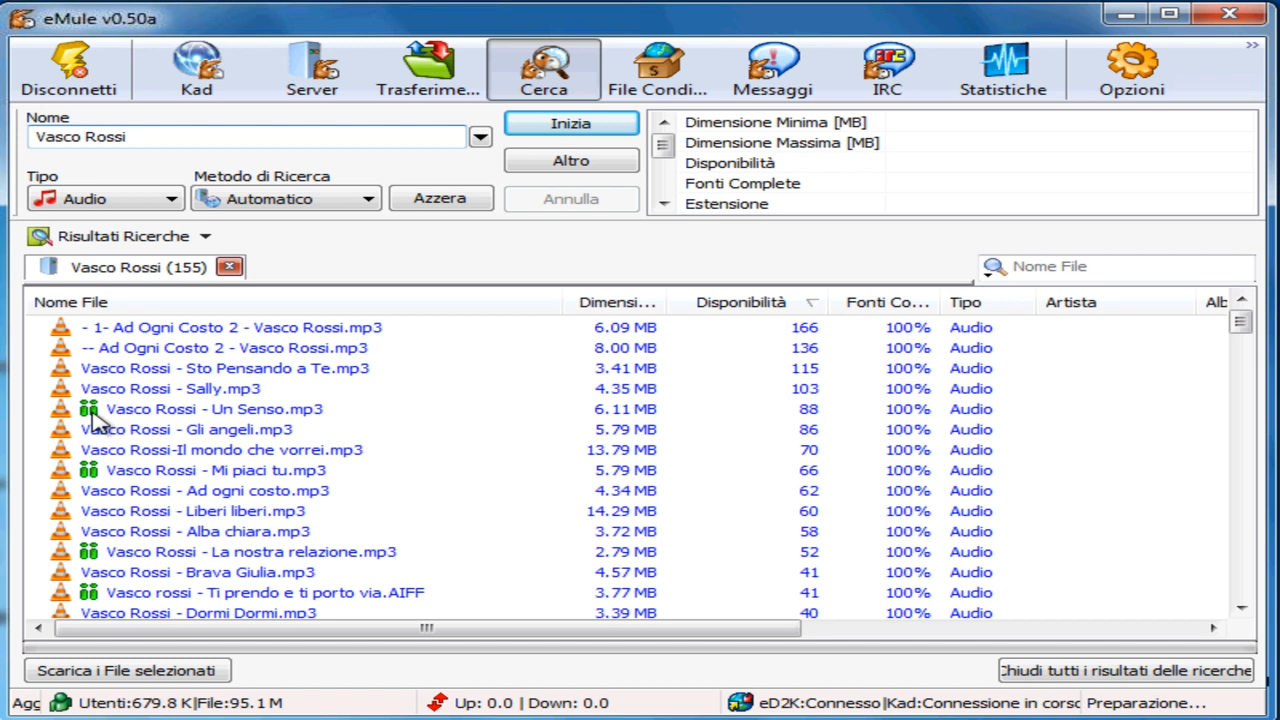 eMule v0.50a
Disconnetti Kad Server Trasferime... Cerca File Condi... Messaggi IRC Statistiche Opzioni
Nome
Vasco Rossi
Inizia
Altro
Annulla
Tipo Metodo di Ricerca
Audio Automatico Azzera
Dimensione Minima [MB]
Dimensione Massima [MB]
Disponibilità
Fonti Complete
Estensione
Risultati Ricerche
Vasco Rossi (155) Nome File
Nome File Dimensi... Disponibilità Fonti Co... Tipo Artista Alb
- 1- Ad Ogni Costo 2 - Vasco Rossi.mp3 6.09 MB 166 100% Audio
-- Ad Ogni Costo 2 - Vasco Rossi.mp3 8.00 MB 136 100% Audio
Vasco Rossi - Sto Pensando a Te.mp3 3.41 MB 115 100% Audio
Vasco Rossi - Sally.mp3 4.35 MB 103 100% Audio
Vasco Rossi - Un Senso.mp3 6.11 MB 88 100% Audio
Vasco Rossi - Gli angeli.mp3 5.79 MB 86 100% Audio
Vasco Rossi-Il mondo che vorrei.mp3 13.79 MB 70 100% Audio
Vasco Rossi - Mi piaci tu.mp3 5.79 MB 66 100% Audio
Vasco Rossi - Ad ogni costo.mp3 4.34 MB 62 100% Audio
Vasco Rossi - Liberi liberi.mp3 14.29 MB 60 100% Audio
Vasco Rossi - Alba chiara.mp3 3.72 MB 58 100% Audio
Vasco Rossi - La nostra relazione.mp3 2.79 MB 52 100% Audio
Vasco Rossi - Brava Giulia.mp3 4.57 MB 41 100% Audio
Vasco rossi - Ti prendo e ti porto via.AIFF 3.77 MB 41 100% Audio
Vasco Rossi - Dormi Dormi.mp3 3.39 MB 40 100% Audio
Scarica i File selezionati Chiudi tutti i risultati delle ricerche
Agg Utenti:679.8 K|File:95.1 M Up: 0.0 | Down: 0.0 eD2K:Connesso|Kad:Connessione in corso Preparazione...